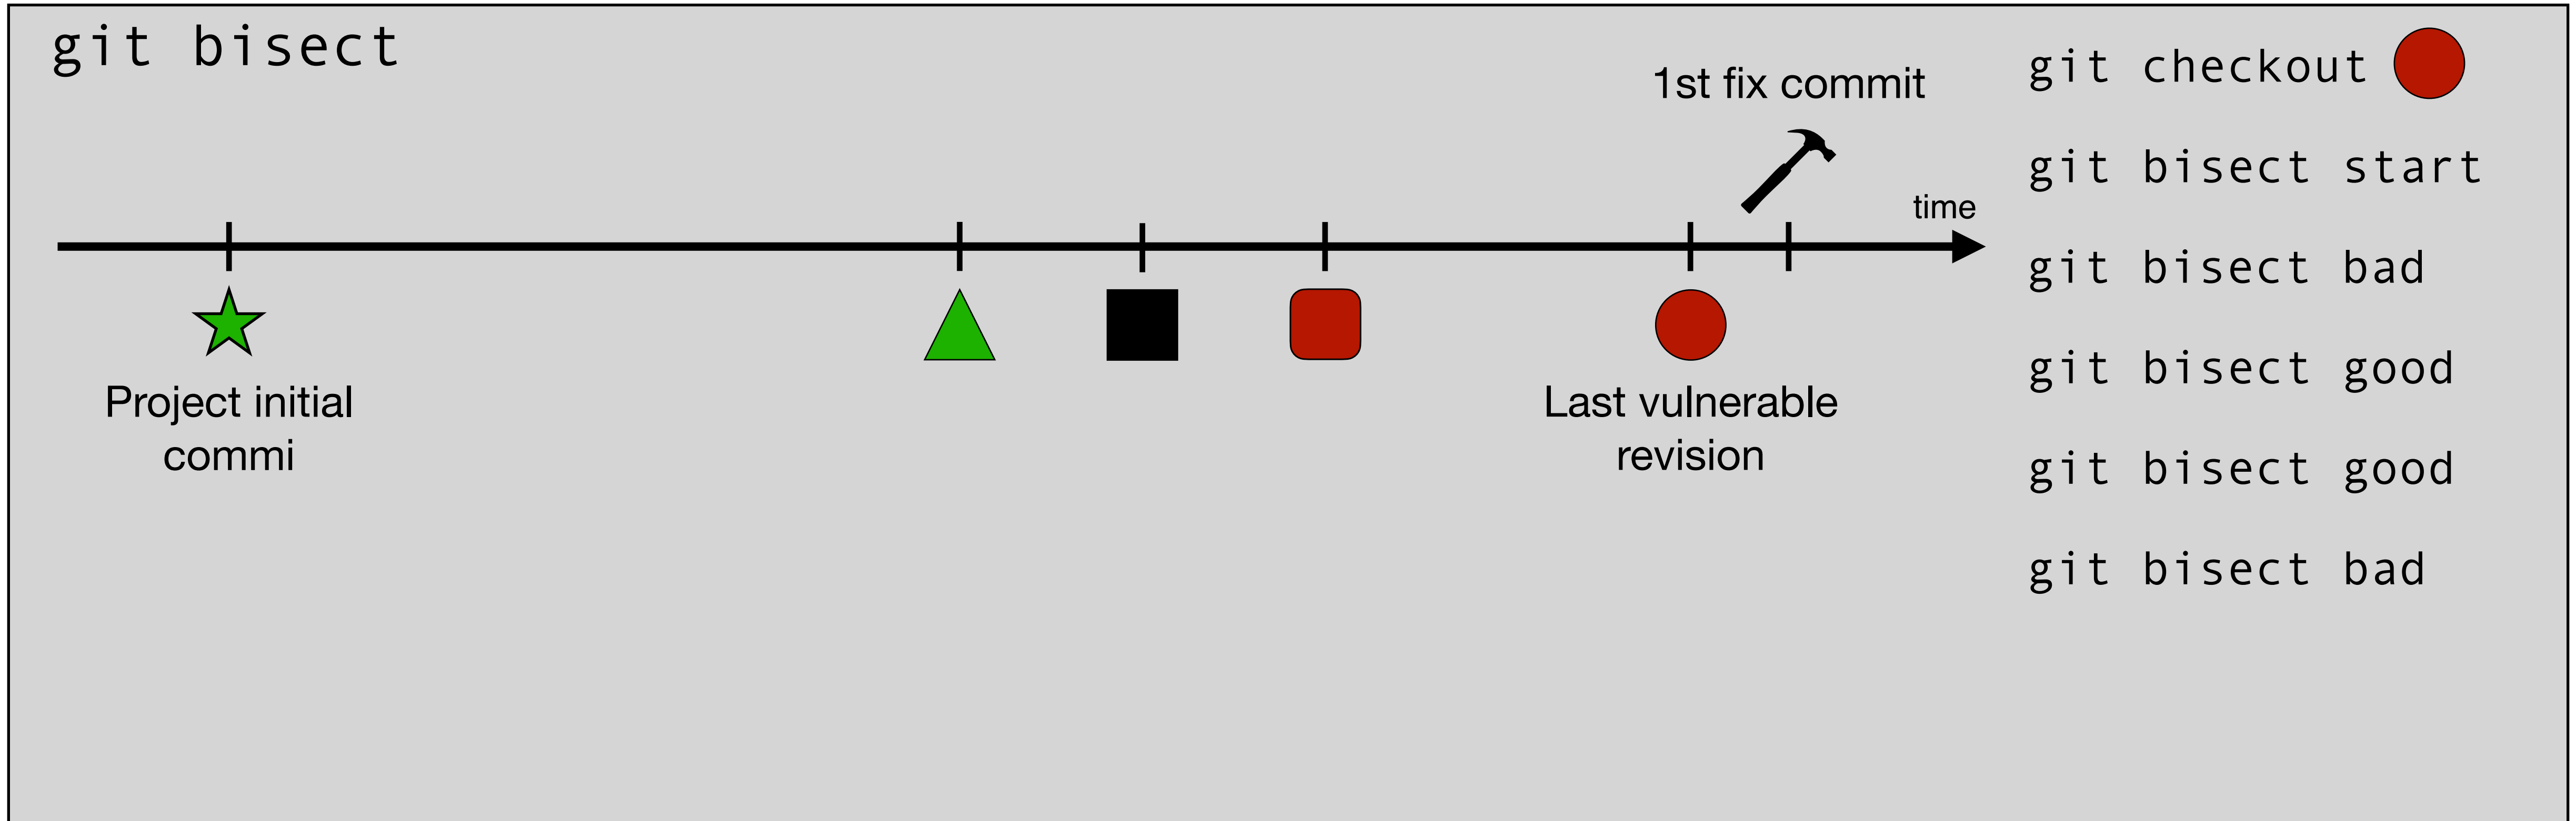 git bisect
1st fix commit
time
Project initial
commi
Last vulnerable
revision
git checkout
git bisect start
git bisect bad
git bisect good
git bisect good
git bisect bad